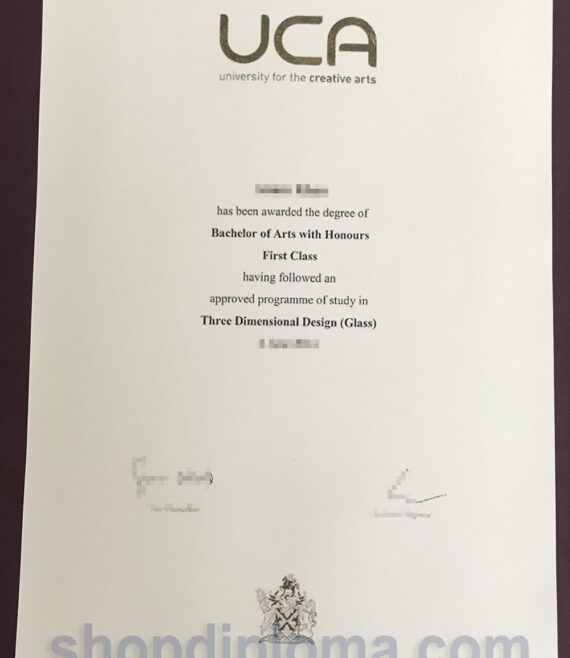 UCA
university for the creative arts
has been awarded the degree of
Bachelor of Arts with Honours
First Class
having followed an
approved programme of study in
Three Dimensional Design (Glass)
shopdiploma.com